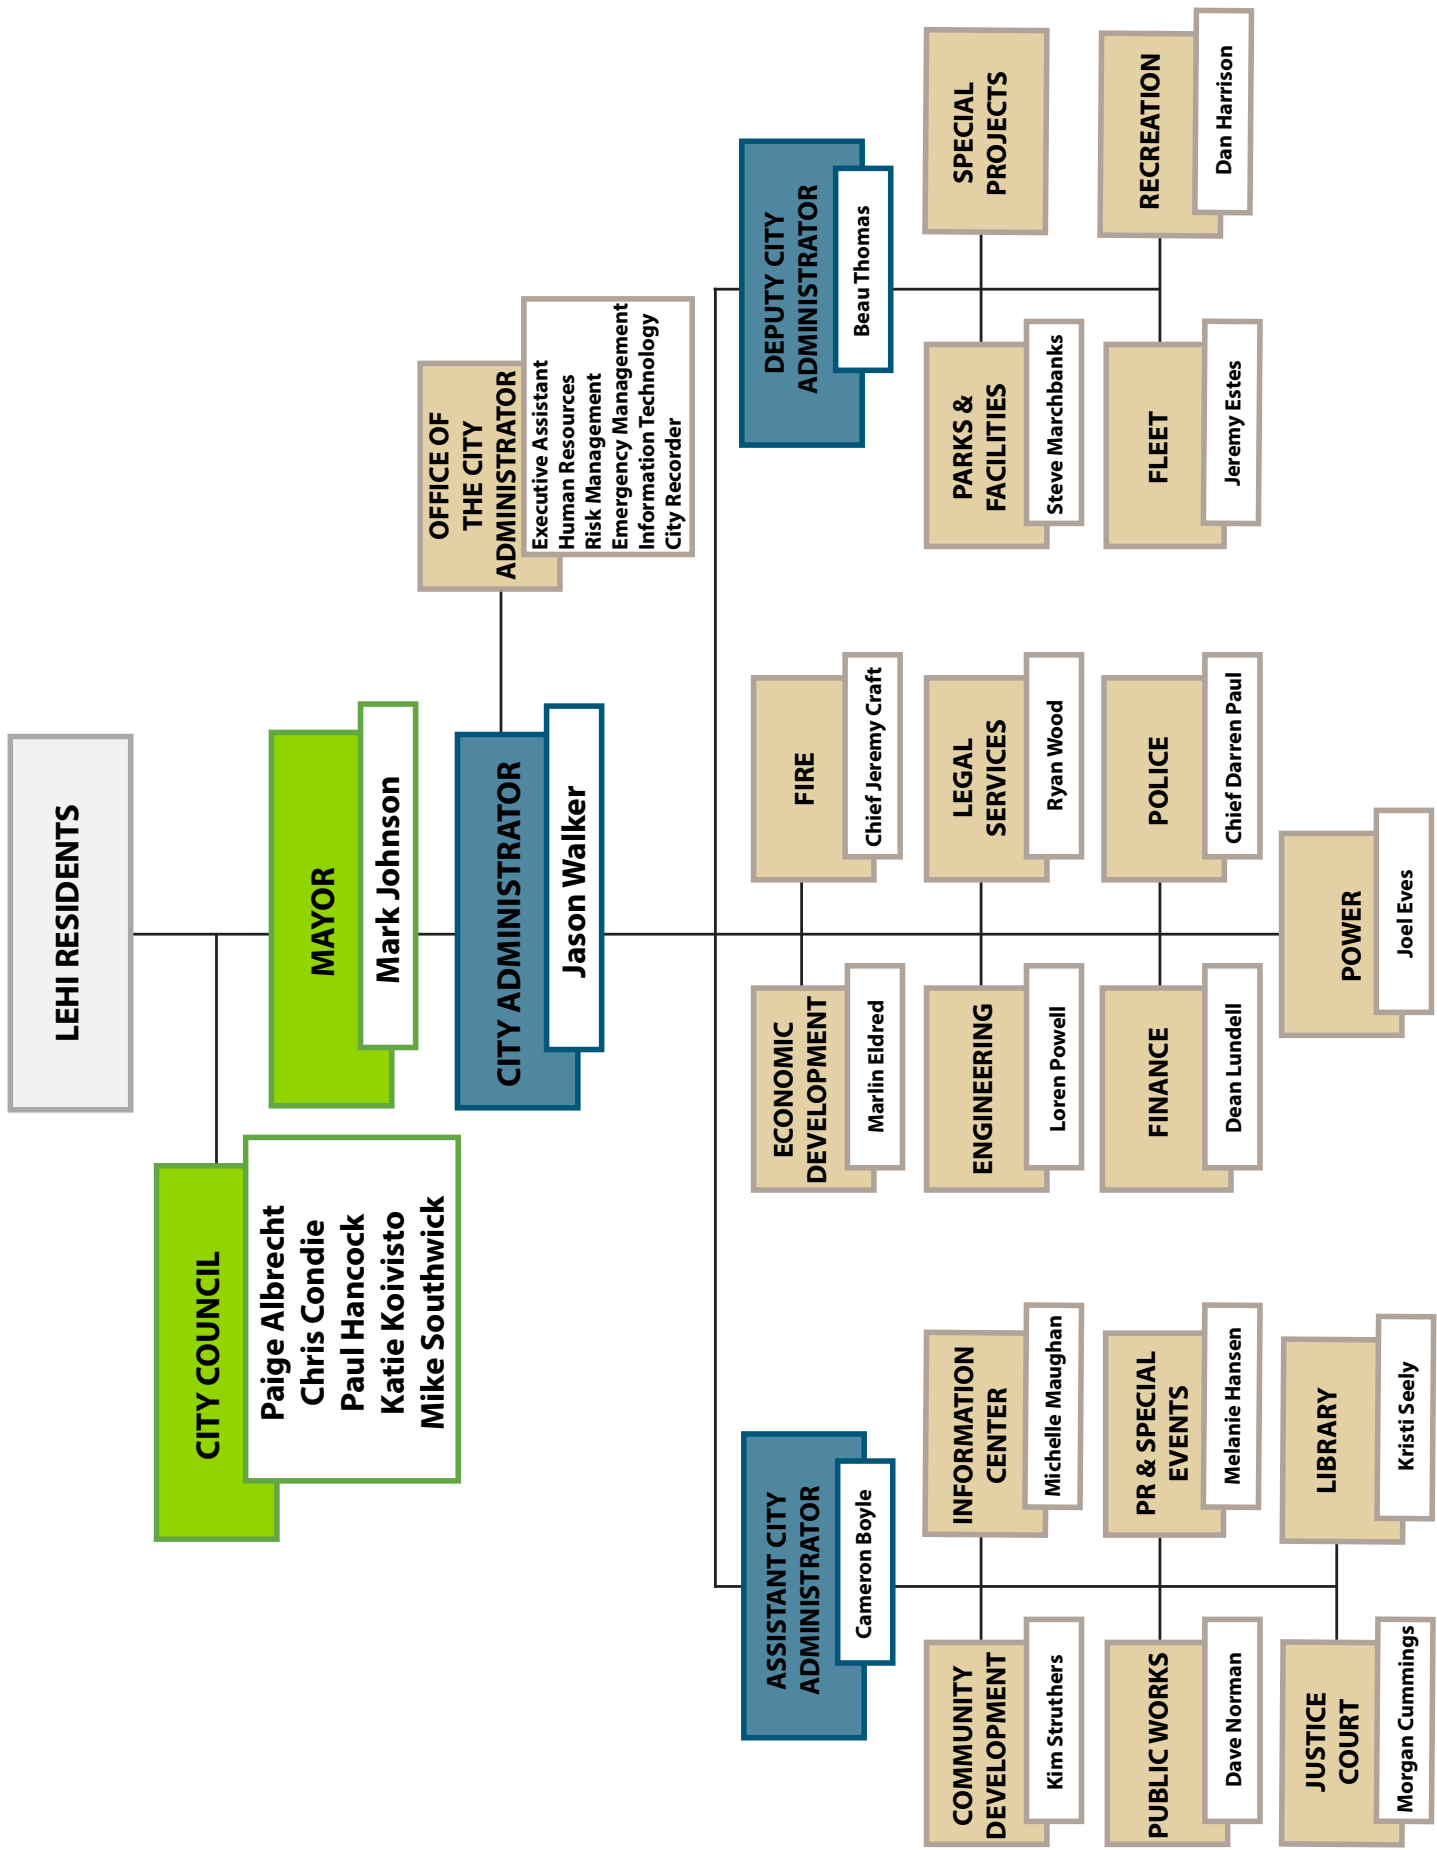 LEHI RESIDENTS
CITY COUNCIL
Paige Albrecht
Chris Condie
Paul Hancock
Katie Koivisto
Mike Southwick
MAYOR
Mark Johnson
CITY ADMINISTRATOR
Jason Walker
OFFICE OF
THE CITY
ADMINISTRATOR
Executive Assistant
Human Resources
Risk Management
Emergency Management
Information Technology
City Recorder
ASSISTANT CITY
ADMINISTRATOR
Cameron Boyle
COMMUNITY
DEVELOPMENT
Kim Struthers
INFORMATION
CENTER
Michelle Maughan
PUBLIC WORKS
Dave Norman
PR & SPECIAL
EVENTS
Melanie Hansen
JUSTICE
COURT
Morgan Cummings
LIBRARY
Kristi Seely
ECONOMIC
DEVELOPMENT
Marlin Eldred
FIRE
Chief Jeremy Craft
ENGINEERING
Loren Powell
LEGAL
SERVICES
Ryan Wood
FINANCE
Dean Lundell
POLICE
Chief Darren Paul
POWER
Joel Eves
DEPUTY CITY
ADMINISTRATOR
Beau Thomas
PARKS &
FACILITIES
Steve Marchbanks
SPECIAL
PROJECTS
FLEET
Jeremy Estes
RECREATION
Dan Harrison